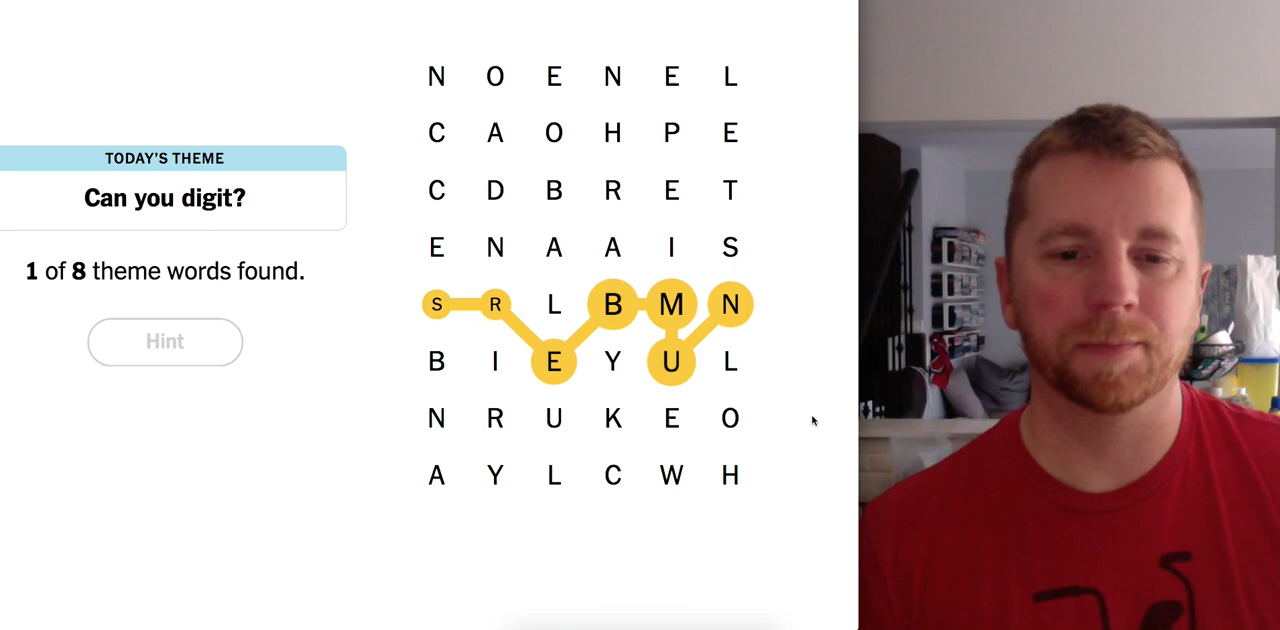 TODAY'S THEME
Can you digit?
1 of 8 theme words found.
Hint
N O E N E L
C A O H P E
C D B R E T
E N A A I S
S R L B M N
B I E Y U L
N R U K E O
A Y L C W H